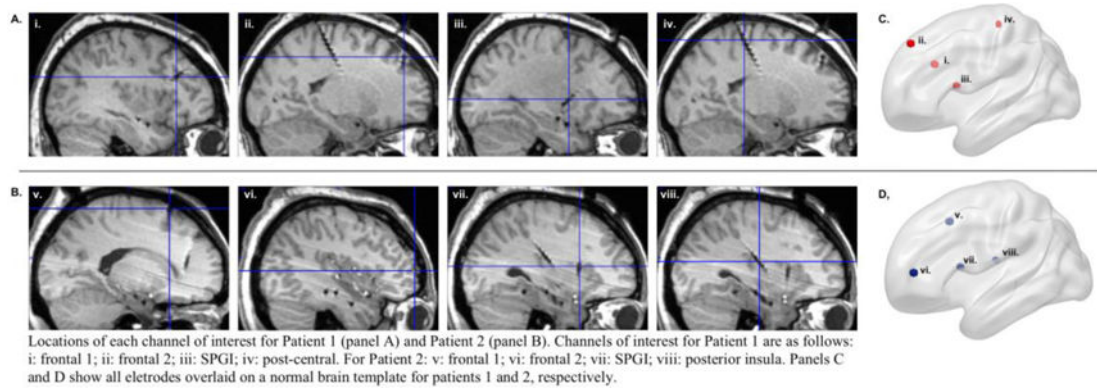 A. i. ii. iii. iv. C. ii. iv. i. iii.
B. v. vi. vii. viii. D, v. vi. vii. viii.
Locations of each channel of interest for Patient 1 (panel A) and Patient 2 (panel B). Channels of interest for Patient 1 are as follows:
i: frontal 1; ii: frontal 2; iii: SPGI; iv: post-central. For Patient 2: v: frontal 1; vi: frontal 2; vii: SPGI; viii: posterior insula. Panels C
and D show all eletrodes overlaid on a normal brain template for patients 1 and 2, respectively.